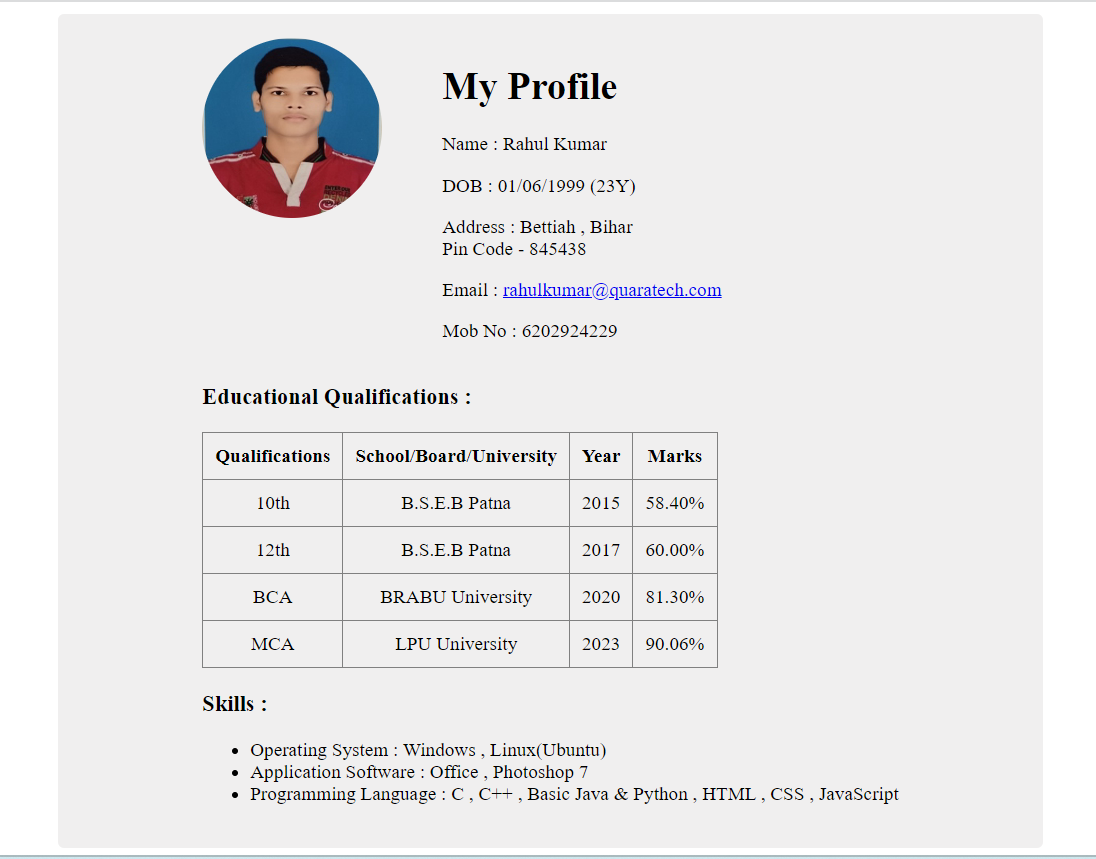 My Profile
Name : Rahul Kumar
DOB : 01/06/1999 (23Y)
Address : Bettiah , Bihar
Pin Code - 845438
Email : rahulkumar@quaratech.com
Mob No : 6202924229
Educational Qualifications :
Qualifications School/Board/University Year Marks
10th B.S.E.B Patna 2015 58.40%
12th B.S.E.B Patna 2017 60.00%
BCA BRABU University 2020 81.30%
MCA LPU University 2023 90.06%
Skills :
• Operating System : Windows , Linux(Ubuntu)
• Application Software : Office , Photoshop 7
• Programming Language : C , C++ , Basic Java & Python , HTML , CSS , JavaScript